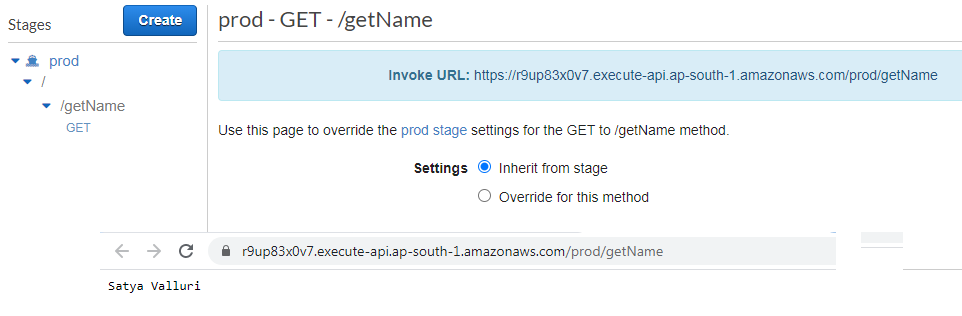 Stages
Create
prod
/
/getName
GET
prod - GET - /getName
Invoke URL: https://r9up83x0v7.execute-api.ap-south-1.amazonaws.com/prod/getName
Use this page to override the prod stage settings for the GET to /getName method.
Settings Inherit from stage
Override for this method
r9up83x0v7.execute-api.ap-south-1.amazonaws.com/prod/getName
Satya Valluri